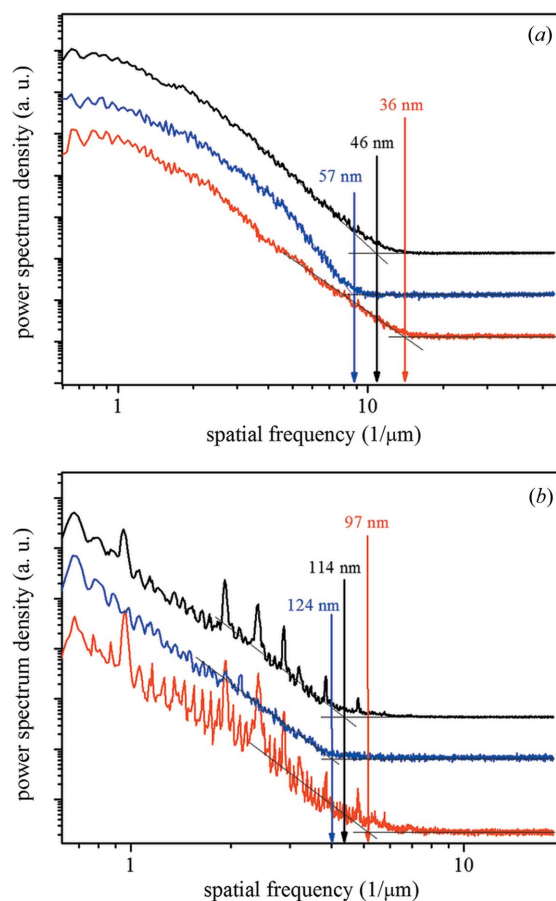 (a)
36 nm
46 nm
57 nm
power spectrum density (a. u.)
1
10
spatial frequency (1/μm)
(b)
97 nm
114 nm
124 nm
power spectrum density (a. u.)
1
10
spatial frequency (1/μm)